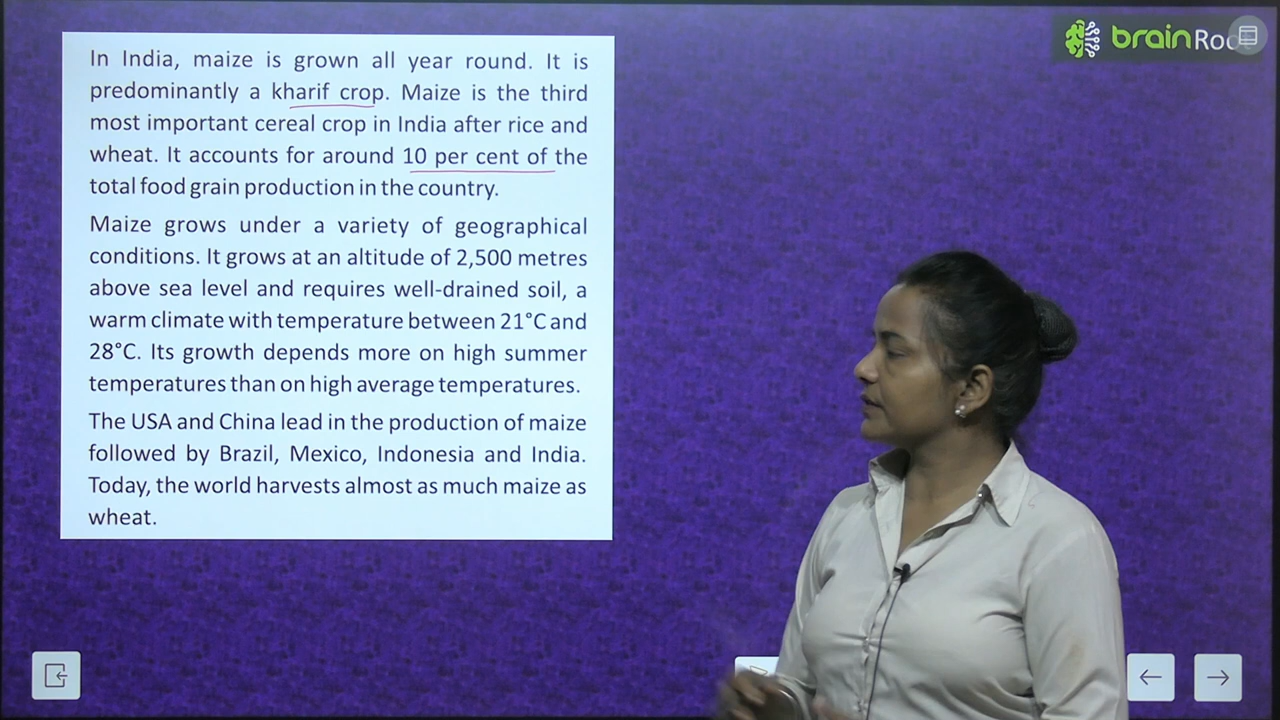 In India, maize is grown all year round. It is
predominantly a kharif crop. Maize is the third
most important cereal crop in India after rice and
wheat. It accounts for around 10 per cent of the
total food grain production in the country.
Maize grows under a variety of geographical
conditions. It grows at an altitude of 2,500 metres
above sea level and requires well-drained soil, a
warm climate with temperature between 21°C and
28°C. Its growth depends more on high summer
temperatures than on high average temperatures.
The USA and China lead in the production of maize
followed by Brazil, Mexico, Indonesia and India.
Today, the world harvests almost as much maize as
wheat.
brain